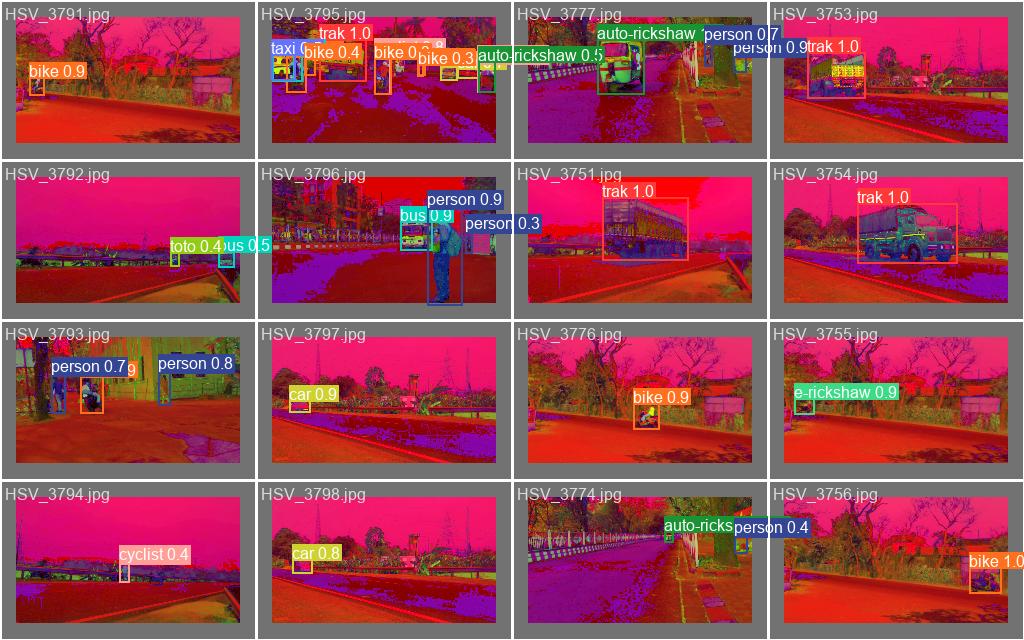 HSV_3791.jpg
bike 0.9
HSV_3795.jpg
trak 1.0
taxi 0.
bike 0.4
bike 0.
.8
bike 0.3
auto-rickshaw 0.5
HSV_3777.jpg
auto-rickshaw
person 0.7
person 0.9
HSV_3753.jpg
trak 1.0
HSV_3792.jpg
toto 0.4
bus 0.5
HSV_3796.jpg
person 0.9
bus 0.9
person 0.3
HSV_3751.jpg
trak 1.0
HSV_3754.jpg
trak 1.0
HSV_3793.jpg
person 0.7
9
person 0.8
HSV_3797.jpg
car 0.9
HSV_3776.jpg
bike 0.9
HSV_3755.jpg
e-rickshaw 0.9
HSV_3794.jpg
cyclist 0.4
HSV_3798.jpg
car 0.8
HSV_3774.jpg
auto-ricks
person 0.4
HSV_3756.jpg
bike 1.0